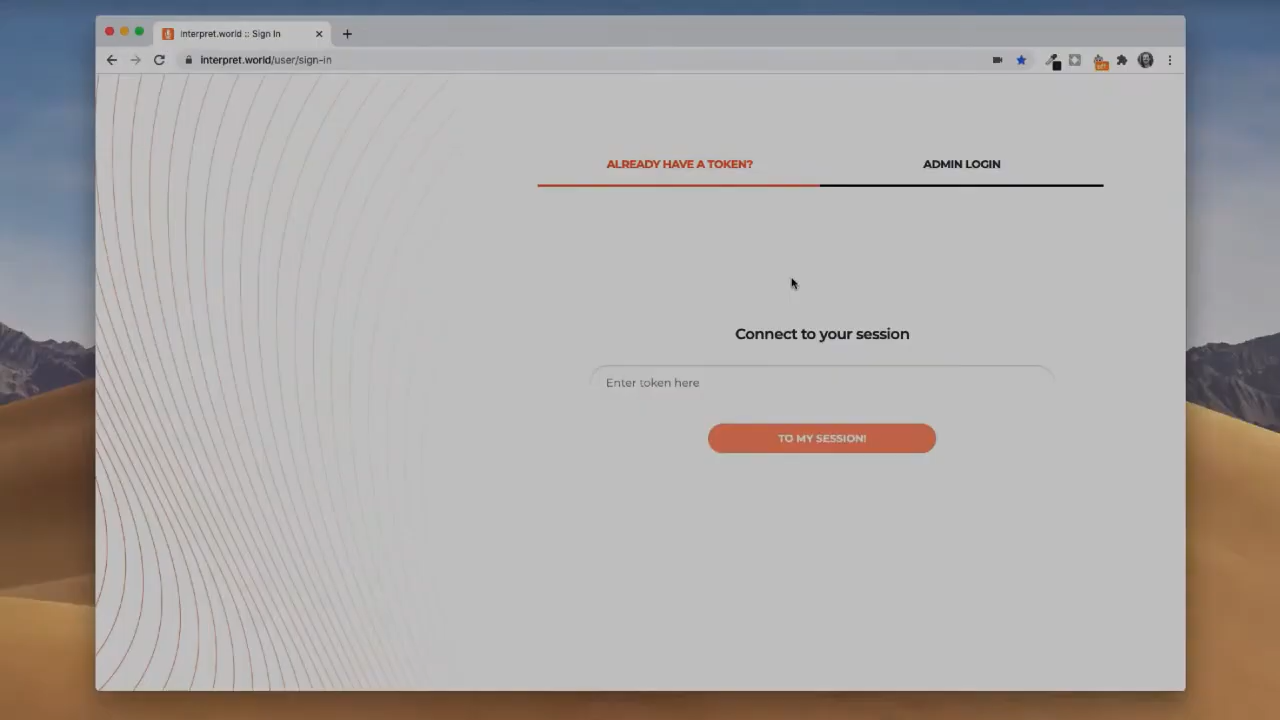 interpret.world :: Sign In
interpret.world/user/sign-in
ALREADY HAVE A TOKEN?
ADMIN LOGIN
Connect to your session
Enter token here
TO MY SESSION!